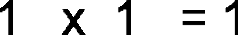 1 x 1 = 1